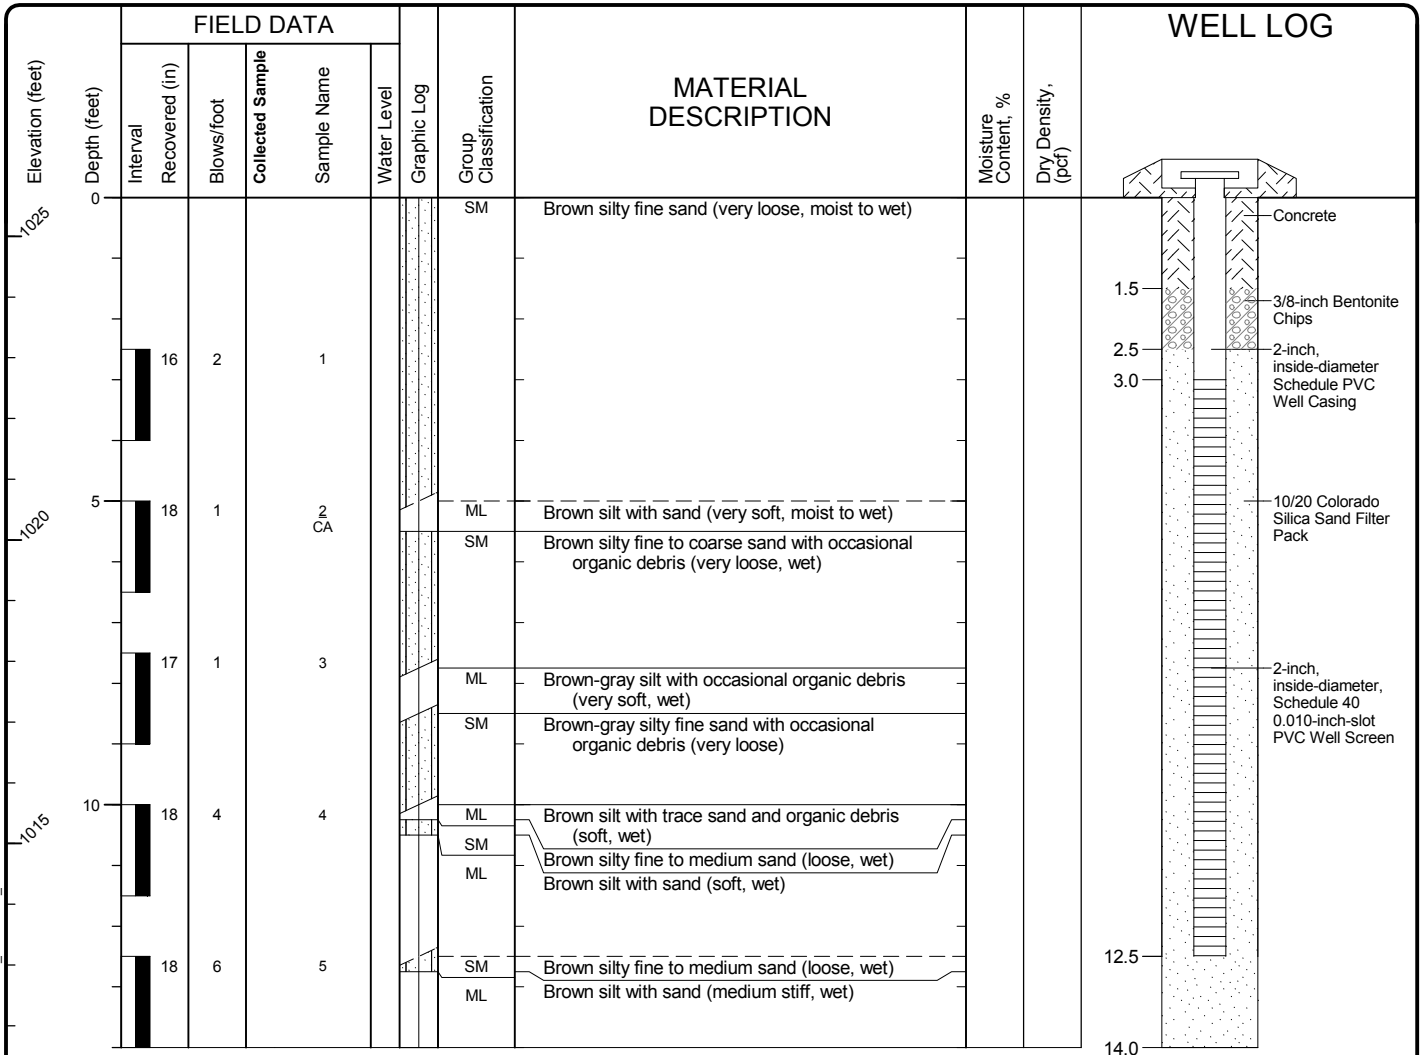 FIELD DATA
WELL LOG
Elevation (feet)
Depth (feet)
Interval
Recovered (in)
Blows/foot
Collected Sample
Sample Name
Water Level
Graphic Log
Group
Classification
MATERIAL
DESCRIPTION
Moisture
Content, %
Dry Density,
(pcf)
0
SM
Brown silty fine sand (very loose, moist to wet)
1025
Concrete
1.5
3/8-inch Bentonite
Chips
16
2
1
2.5
2-inch,
inside-diameter
Schedule PVC
Well Casing
3.0
5
18
1
2
CA
ML
Brown silt with sand (very soft, moist to wet)
10/20 Colorado
Silica Sand Filter
Pack
1020
SM
Brown silty fine to coarse sand with occasional
organic debris (very loose, wet)
17
1
3
ML
Brown-gray silt with occasional organic debris
(very soft, wet)
2-inch,
inside-diameter,
Schedule 40
0.010-inch-slot
PVC Well Screen
SM
Brown-gray silty fine sand with occasional
organic debris (very loose)
10
18
4
4
ML
Brown silt with trace sand and organic debris
(soft, wet)
1015
SM
Brown silty fine to medium sand (loose, wet)
ML
Brown silt with sand (soft, wet)
12.5
18
6
5
SM
Brown silty fine to medium sand (loose, wet)
ML
Brown silt with sand (medium stiff, wet)
14.0